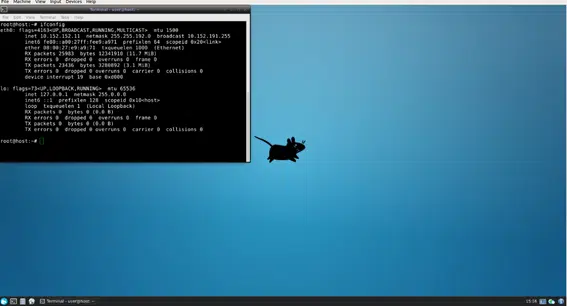 File Machine View Input Devices Help
Terminal - user@host: ~
File Edit View Terminal Tabs Help
root@host:~# ifconfig
eth0: flags=4163<UP,BROADCAST,RUNNING,MULTICAST> mtu 1500
inet 10.152.152.11 netmask 255.255.192.0 broadcast 10.152.191.255
inet6 fe80::a00:27ff:fee9:a971 prefixlen 64 scopeid 0x20<link>
ether 08:00:27:e9:a9:71 txqueuelen 1000 (Ethernet)
RX packets 25983 bytes 12341910 (11.7 MiB)
RX errors 0 dropped 0 overruns 0 frame 0
TX packets 23436 bytes 3280892 (3.1 MiB)
TX errors 0 dropped 0 overruns 0 carrier 0 collisions 0
device interrupt 19 base 0xd000
lo: flags=73<UP,LOOPBACK,RUNNING> mtu 65536
inet 127.0.0.1 netmask 255.0.0.0
inet6 ::1 prefixlen 128 scopeid 0x10<host>
loop txqueuelen 1 (Local Loopback)
RX packets 0 bytes 0 (0.0 B)
RX errors 0 dropped 0 overruns 0 frame 0
TX packets 0 bytes 0 (0.0 B)
TX errors 0 dropped 0 overruns 0 carrier 0 collisions 0
root@host:~#
Terminal - user@host: ~